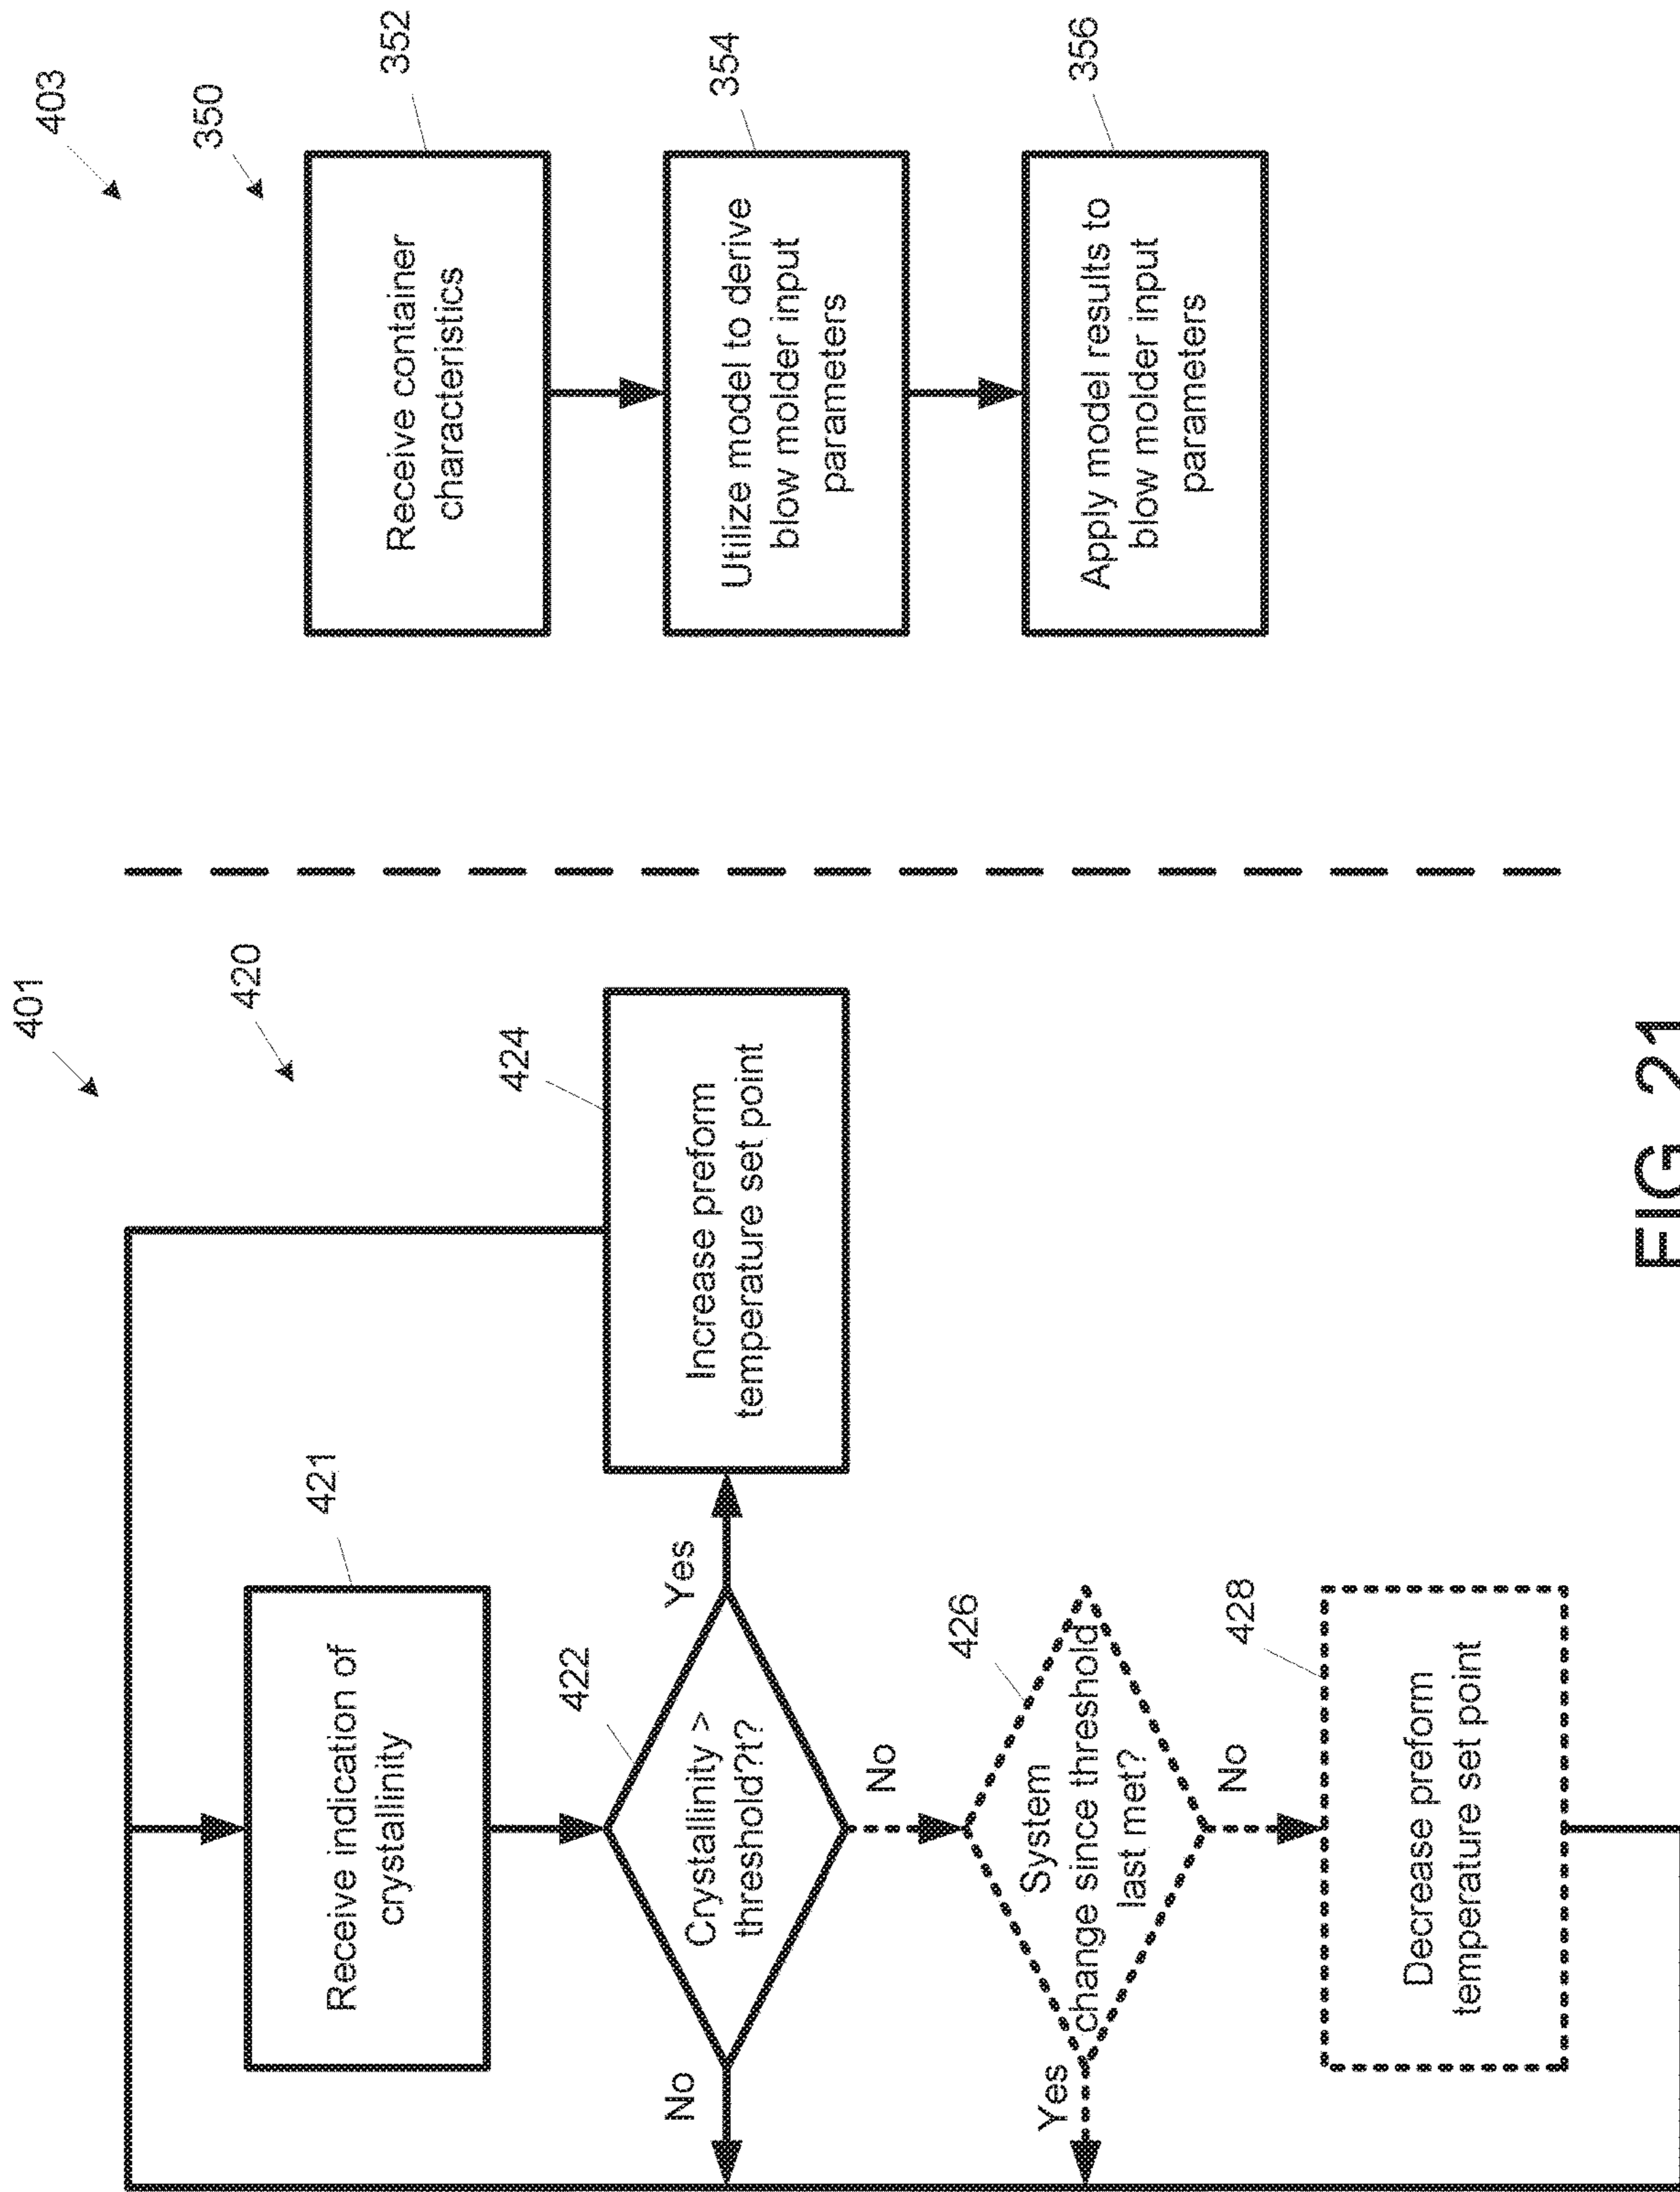 401
420
Receive indication of
crystallinity
421
Crystallinity >
threshold?t?
422
Yes
No
No
Increase preform
temperature set point
424
System
change since threshold
last met?
426
Yes
No
Decrease preform
temperature set point
428
403
350
Receive container
characteristics
352
Utilize model to derive
blow molder input
parameters
354
Apply model results to
blow molder input
parameters
356
FIG. 21